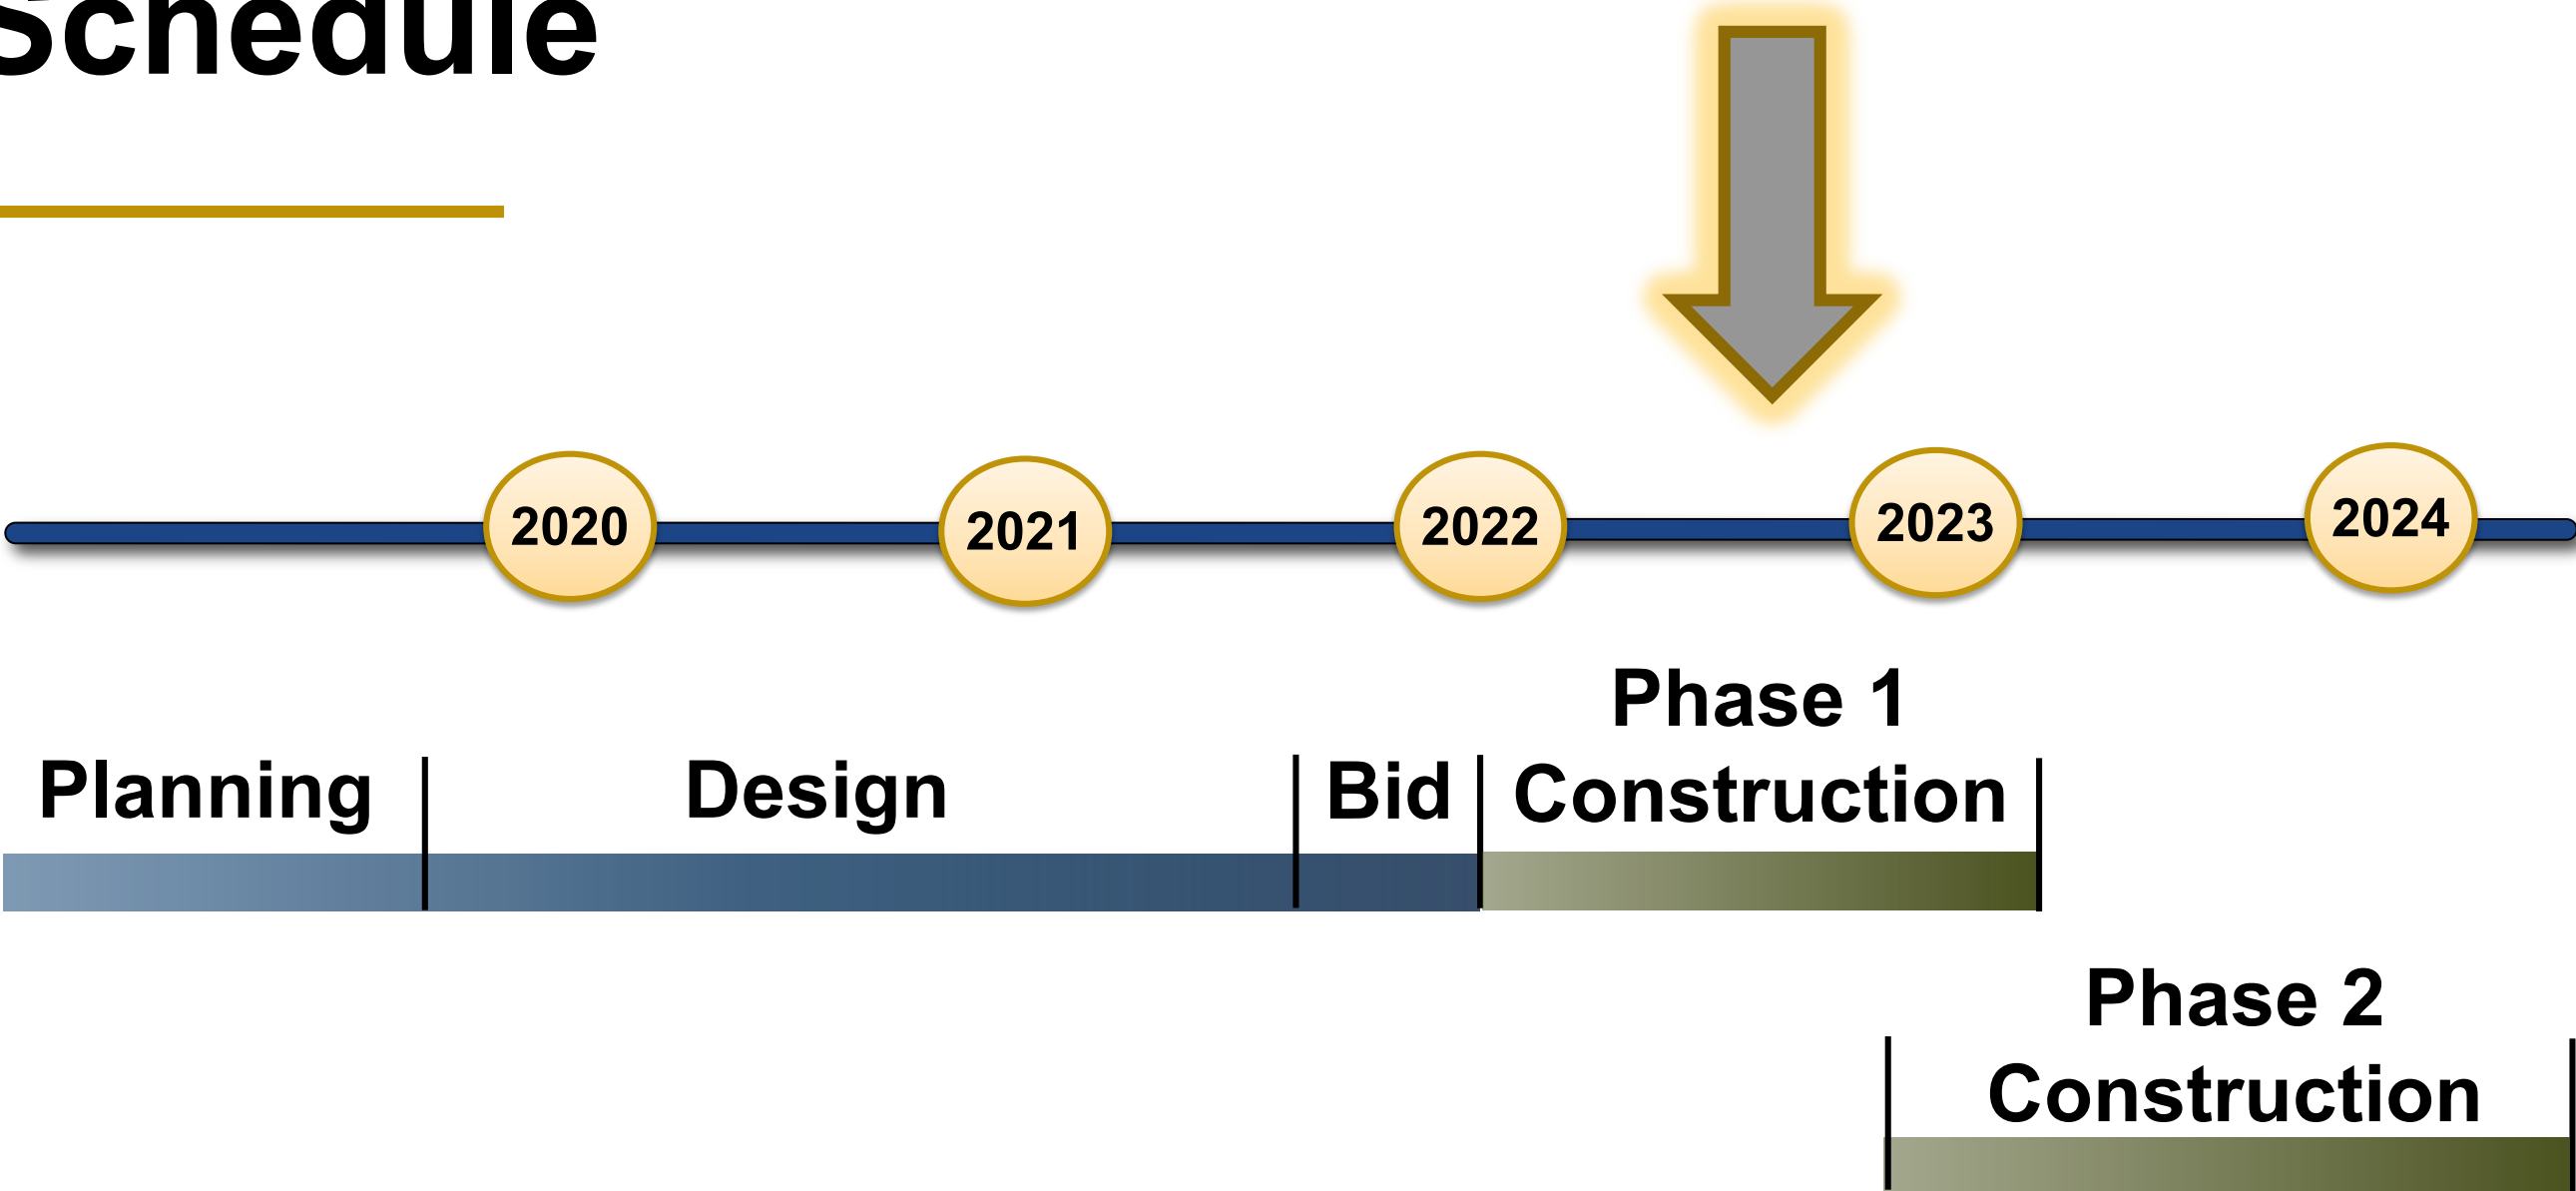 Schedule
2020 2021 2022 2023 2024
Phase 1
Planning Design Bid Construction
Phase 2
Construction